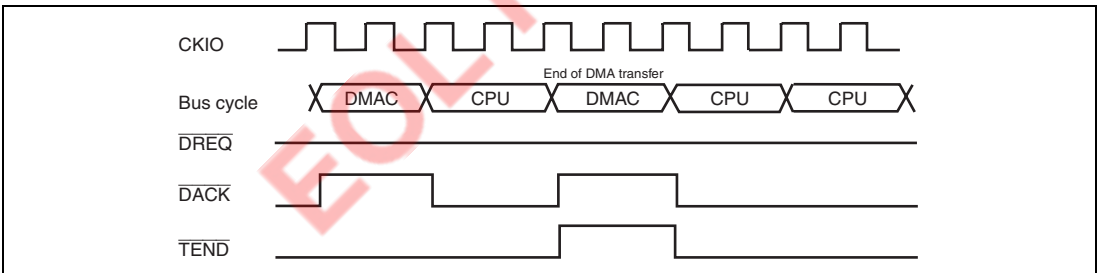 CKIO
End of DMA transfer
Bus cycle DMAC CPU DMAC CPU CPU
DREQ
DACK
TEND